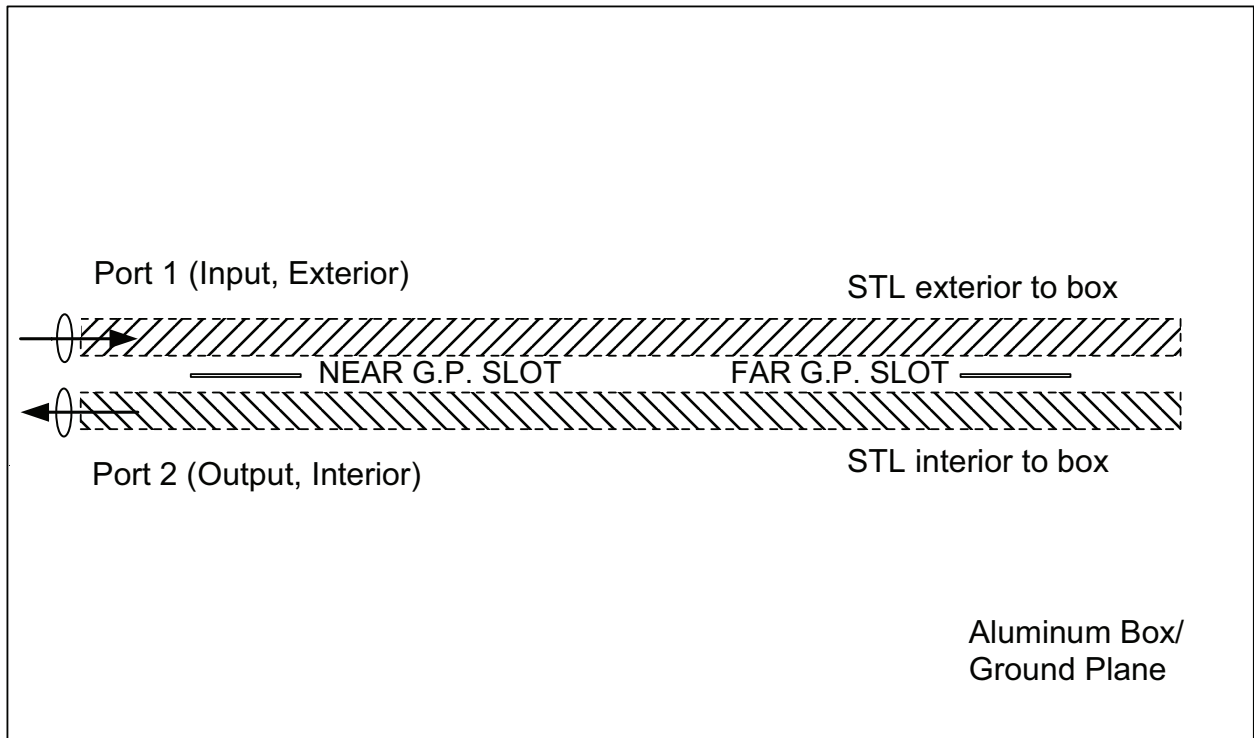 Port 1 (Input, Exterior)
STL exterior to box
NEAR G.P. SLOT
FAR G.P. SLOT
Port 2 (Output, Interior)
STL interior to box
Aluminum Box/
Ground Plane